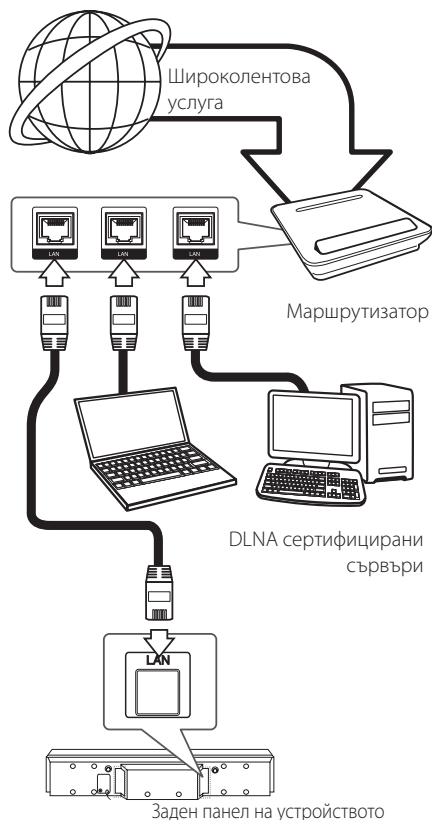 Широколентова
услуга
LAN
LAN
LAN
Маршрутизатор
DLNA сертифицирани
сървъри
LAN
Заден панел на устройството